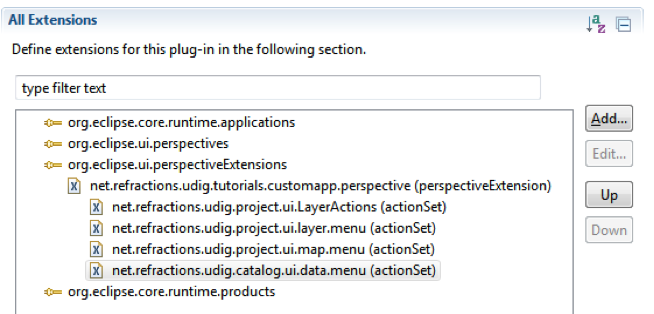 All Extensions
Define extensions for this plug-in in the following section.
type filter text
org.eclipse.core.runtime.applications
org.eclipse.ui.perspectives
org.eclipse.ui.perspectiveExtensions
net.refractions.udig.tutorials.customapp.perspective (perspectiveExtension)
net.refractions.udig.project.ui.LayerActions (actionSet)
net.refractions.udig.project.ui.layer.menu (actionSet)
net.refractions.udig.project.ui.map.menu (actionSet)
net.refractions.udig.catalog.ui.data.menu (actionSet)
org.eclipse.core.runtime.products
Add...
Edit...
Up
Down